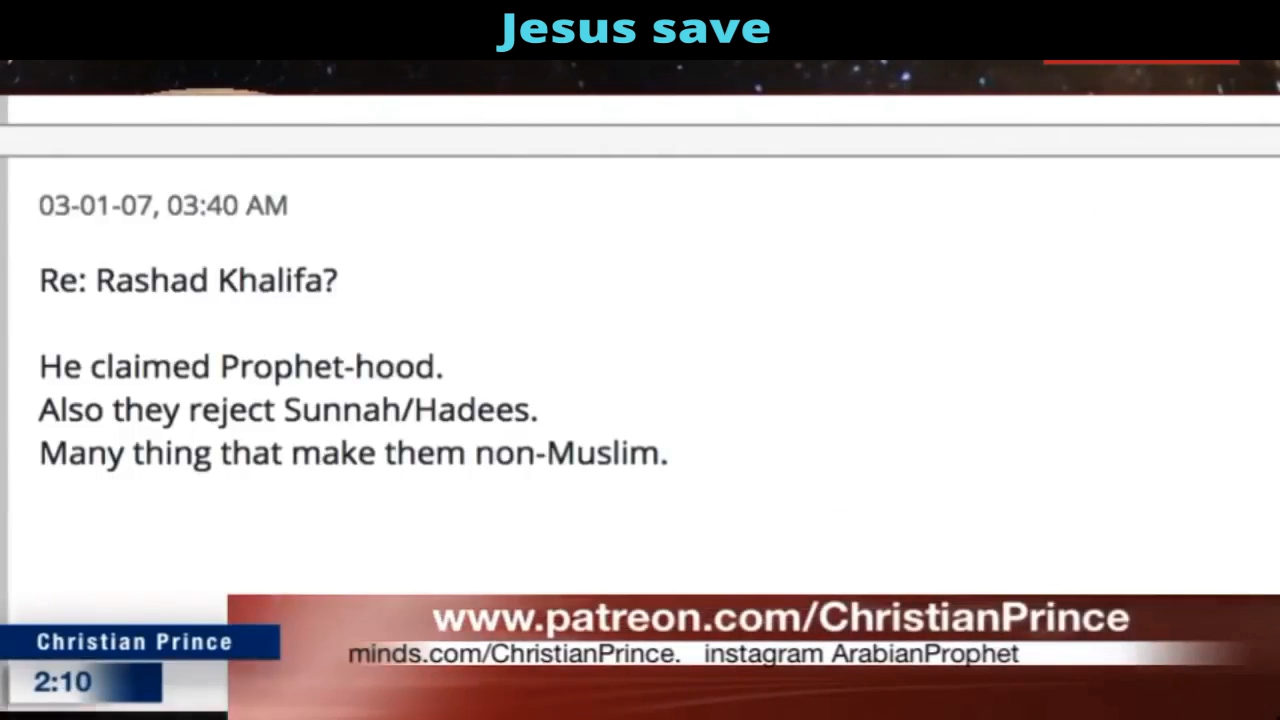 Jesus save
03-01-07, 03:40 AM
Re: Rashad Khalifa?
He claimed Prophet-hood.
Also they reject Sunnah/Hadees.
Many thing that make them non-Muslim.
www.patreon.com/ChristianPrince
Christian Prince
minds.com/ChristianPrince. instagram ArabianProphet
2:10